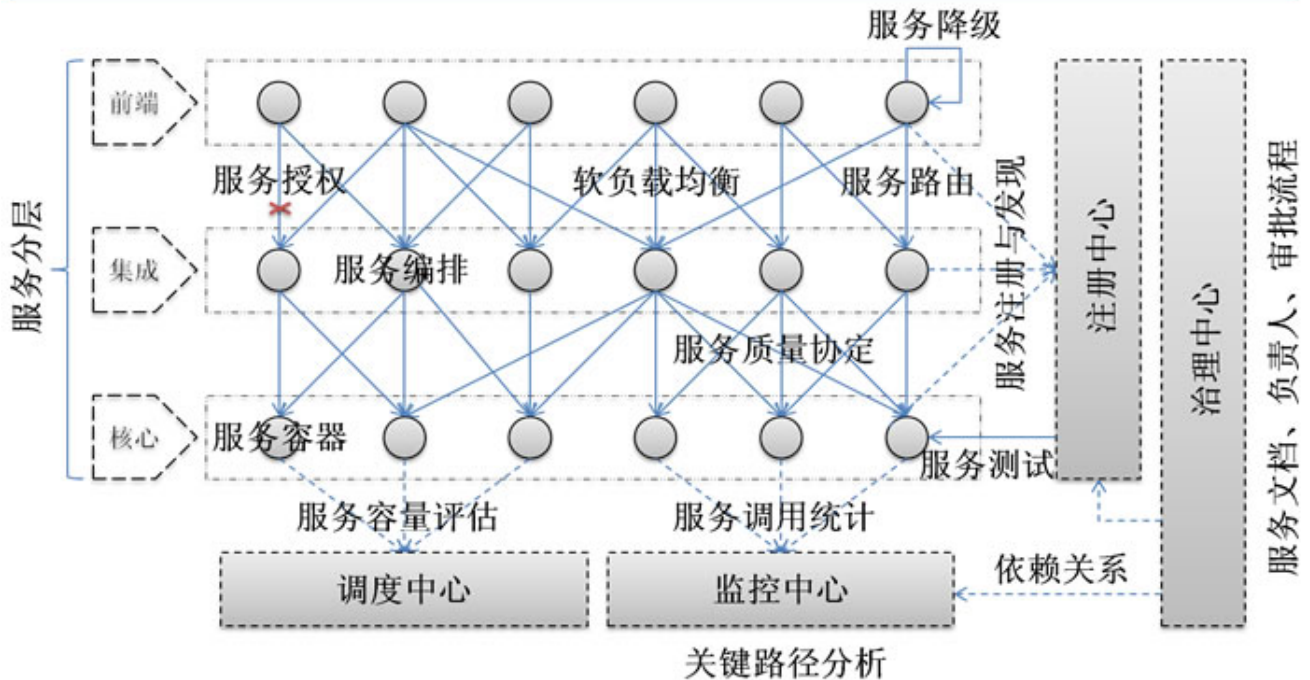 服务降级
前端
服务授权
软负载均衡
服务路由
服务分层
集成
服务编排
服务注册与发现
注册中心
治理中心
服务文档、负责人、审批流程
服务质量协定
核心
服务容器
服务测试
服务容量评估
服务调用统计
调度中心
监控中心
依赖关系
关键路径分析